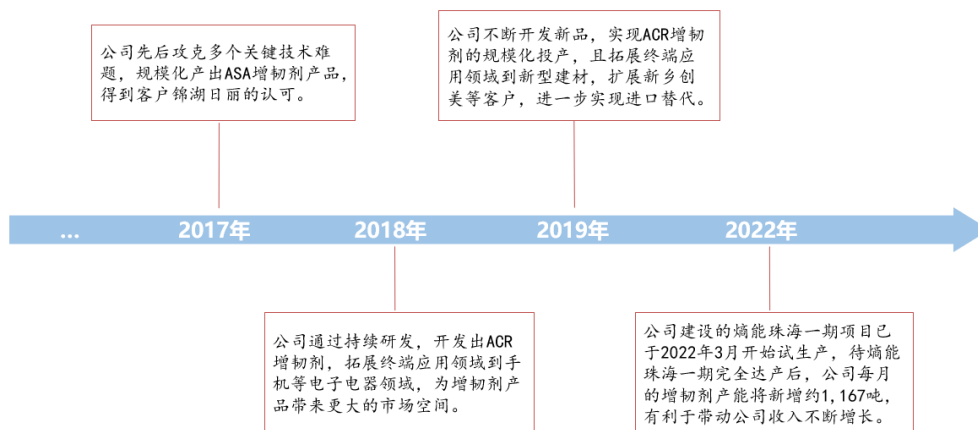 公司先后攻克多个关键技术难
题，规模化产出ASA增韧剂产品，
得到客户锦湖日丽的认可。
公司不断开发新品，实现ACR增韧
剂的规模化投产，且拓展终端应
用领域到新型建材，扩展新乡创
美等客户，进一步实现进口替代。
... 2017年 2018年 2019年 2022年
公司通过持续研发，开发出ACR
增韧剂，拓展终端应用领域到手
机等电子电器领域，为增韧剂产
品带来更大的市场空间。
公司建设的熵能珠海一期项目已
于2022年3月开始试生产，待熵能
珠海一期完全达产后，公司每月
的增韧剂产能将新增约1,167吨，
有利于带动公司收入不断增长。